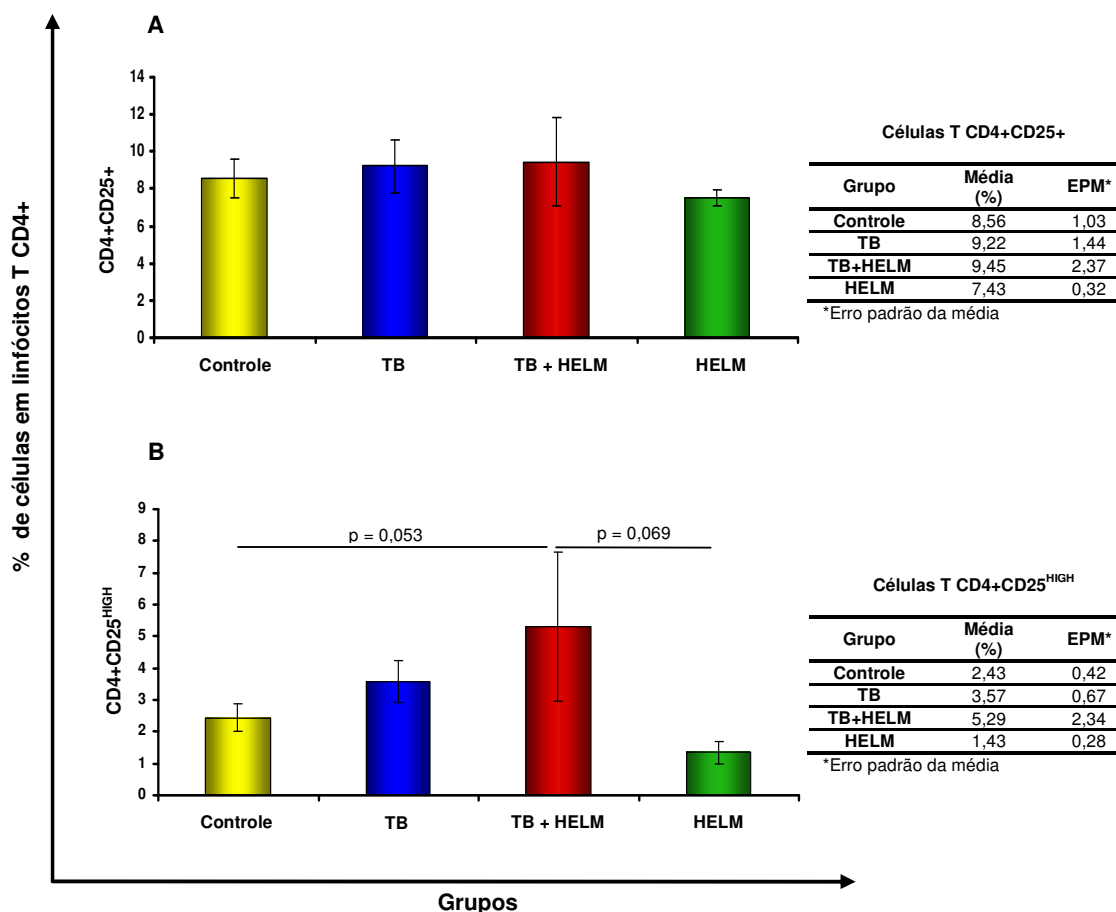 A
14
12
10
8
6
4
2
0
CD4+CD25+
Controle TB TB + HELM HELM
Células T CD4+CD25+
Grupo Média (%) EPM*
Controle 8,56 1,03
TB 9,22 1,44
TB+HELM 9,45 2,37
HELM 7,43 0,32
*Erro padrão da média
% de células em linfócitos T CD4+
B
9
8
7
6
5
4
3
2
1
0
CD4+CD25HIGH
p = 0,053
p = 0,069
Controle TB TB + HELM HELM
Células T CD4+CD25HIGH
Grupo Média (%) EPM*
Controle 2,43 0,42
TB 3,57 0,67
TB+HELM 5,29 2,34
HELM 1,43 0,28
*Erro padrão da média
Grupos